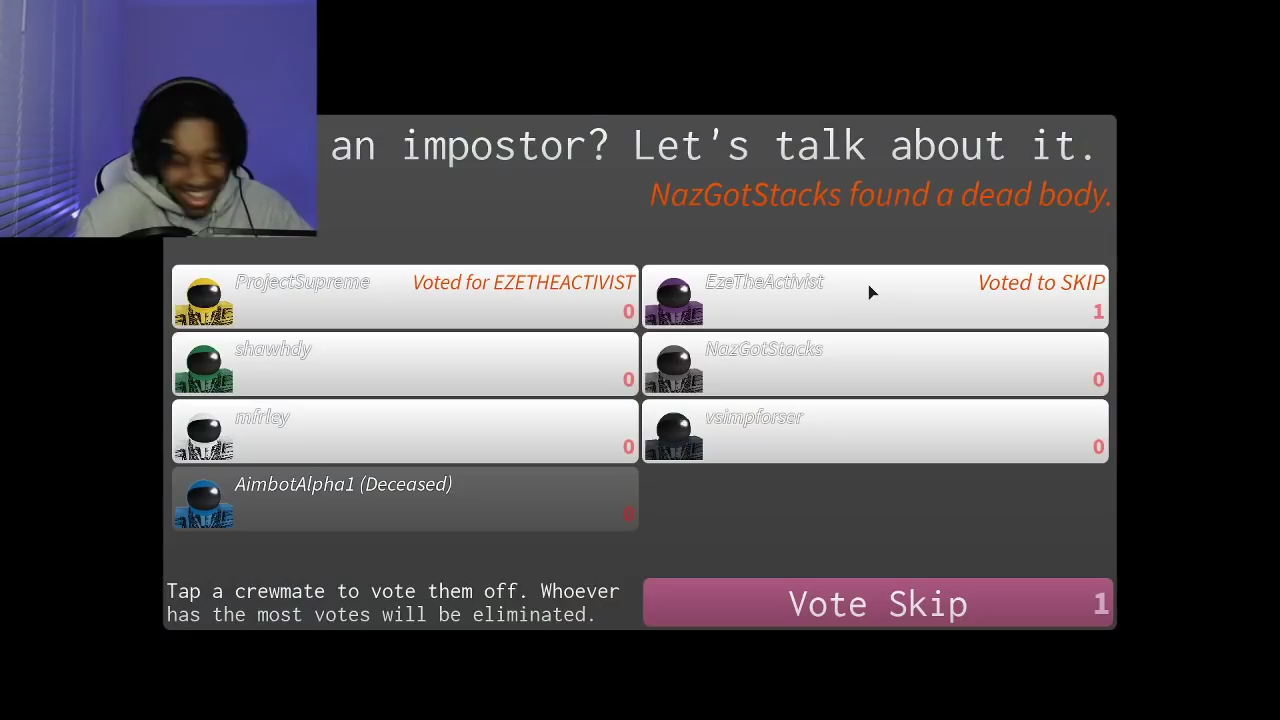 an impostor? Let's talk about it.
NazGotStacks found a dead body.
ProjectSupreme Voted for EZETHEACTIVIST 0
EzeTheActivist Voted to SKIP 1
shawhdy 0
NazGotStacks 0
mfrley 0
vsimpforser 0
AimbotAlpha1 (Deceased) 0
Tap a crewmate to vote them off. Whoever
has the most votes will be eliminated.
Vote Skip 1